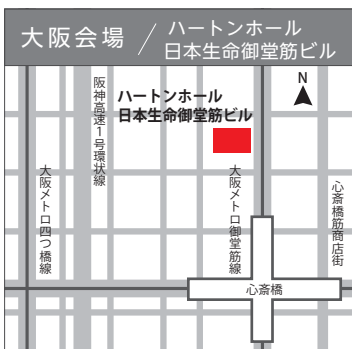 大阪会場 / ハートンホール
日本生命御堂筋ビル
N
ハートンホール
日本生命御堂筋ビル
阪神高速1号環状線
大阪メトロ四つ橋線
大阪メトロ御堂筋線
心斎橋筋商店街
心斎橋